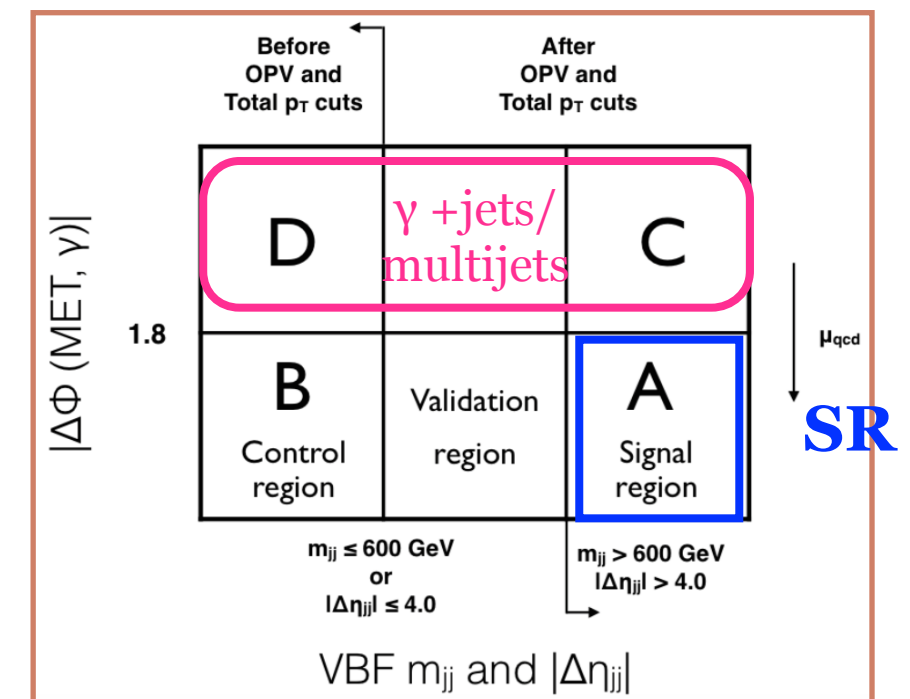 Before
OPV and
Total pT cuts
After
OPV and
Total pT cuts
|ΔΦ (MET, γ)|
1.8
D
γ +jets/
multijets
C
μqcd
B
Control
region
Validation
region
A
Signal
region
SR
mjj ≤ 600 GeV
or
|Δηjj| ≤ 4.0
mjj > 600 GeV
|Δηjj| > 4.0
VBF mjj and |Δηjj|